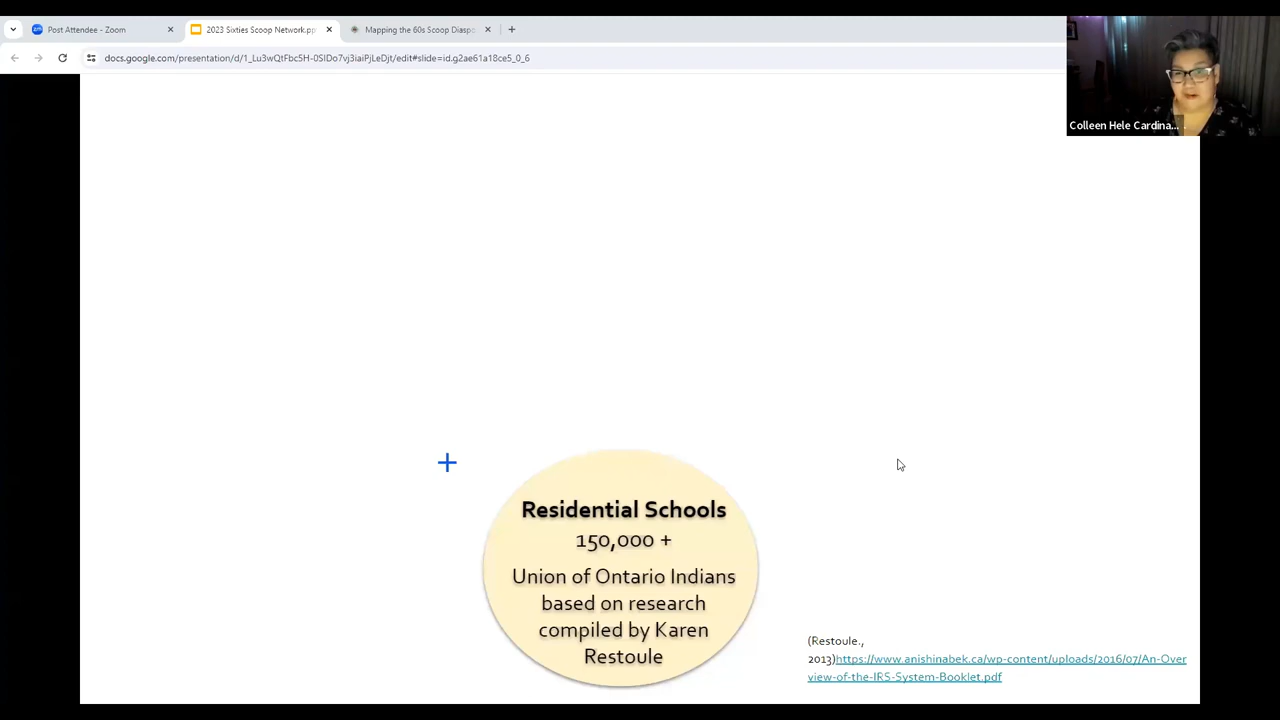 Post Attendee - Zoom
2023 Sixties Scoop Network.pp
Mapping the 60s Scoop Diasp
docs.google.com/presentation/d/1_Lu3wQtFbc5H-0SlDo7vj3iaiPjLeDjt/edit#slide=id.g2ae61a18ce5_0_6
Colleen Hele Cardina...
Residential Schools
150,000 +
Union of Ontario Indians
based on research
compiled by Karen
Restoule
(Restoule.,
2013)https://www.anishinabek.ca/wp-content/uploads/2016/07/An-Over
view-of-the-IRS-System-Booklet.pdf